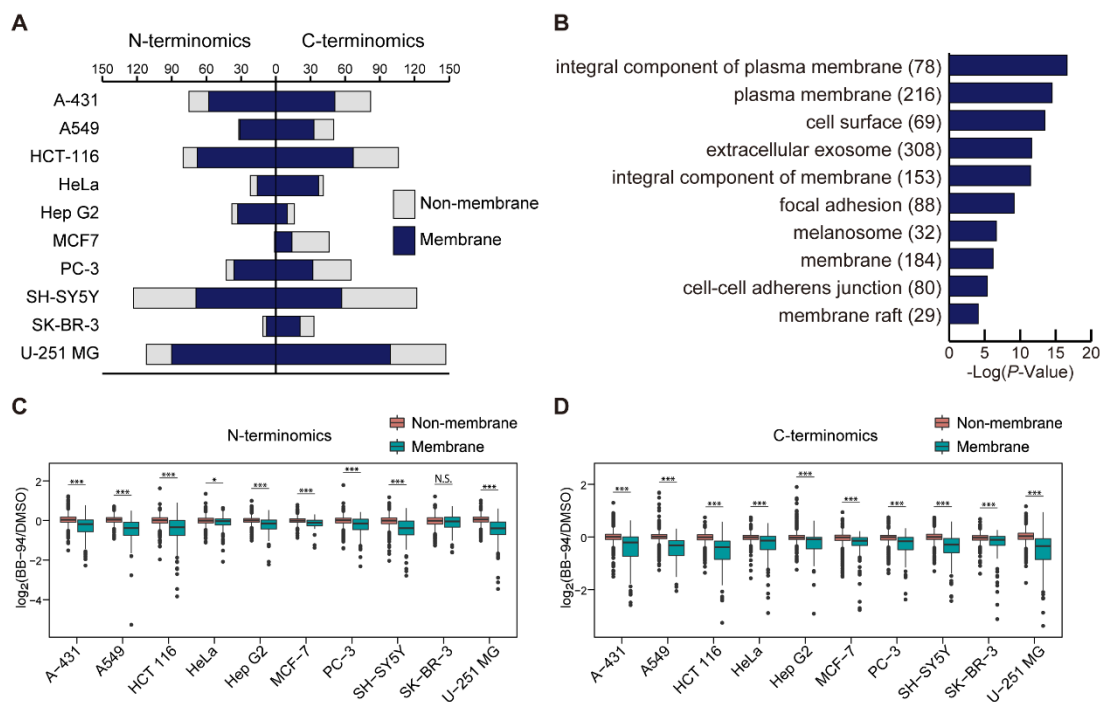 A
N-terminomics C-terminomics
150 90 30 0 30 90 150
150 90 60 30 0 30 60 90 120 150
A-431
A549
HCT-116
HeLa
Hep G2
MCF7
PC-3
SH-SY5Y
SK-BR-3
U-251 MG
Non-membrane
Membrane
B
integral component of plasma membrane (78)
plasma membrane (216)
cell surface (69)
extracellular exosome (308)
integral component of membrane (153)
focal adhesion (88)
melanosome (32)
membrane (184)
cell-cell adherens junction (80)
membrane raft (29)
0 5 10 15 20
-Log(P-Value)
C
N-terminomics
Non-membrane
Membrane
log2(BB-94/DMSO)
2
0
−2
−4
*** *** *** * *** *** *** *** N.S. ***
A−431 A549 HCT 116 HeLa Hep G2 MCF−7 PC−3 SH−SY5Y SK−BR−3 U−251 MG
D
C-terminomics
Non-membrane
Membrane
log2(BB-94/DMSO)
2
0
−2
*** *** *** *** *** *** *** *** *** ***
A−431 A549 HCT 116 HeLa Hep G2 MCF−7 PC−3 SH−SY5Y SK−BR−3 U−251 MG